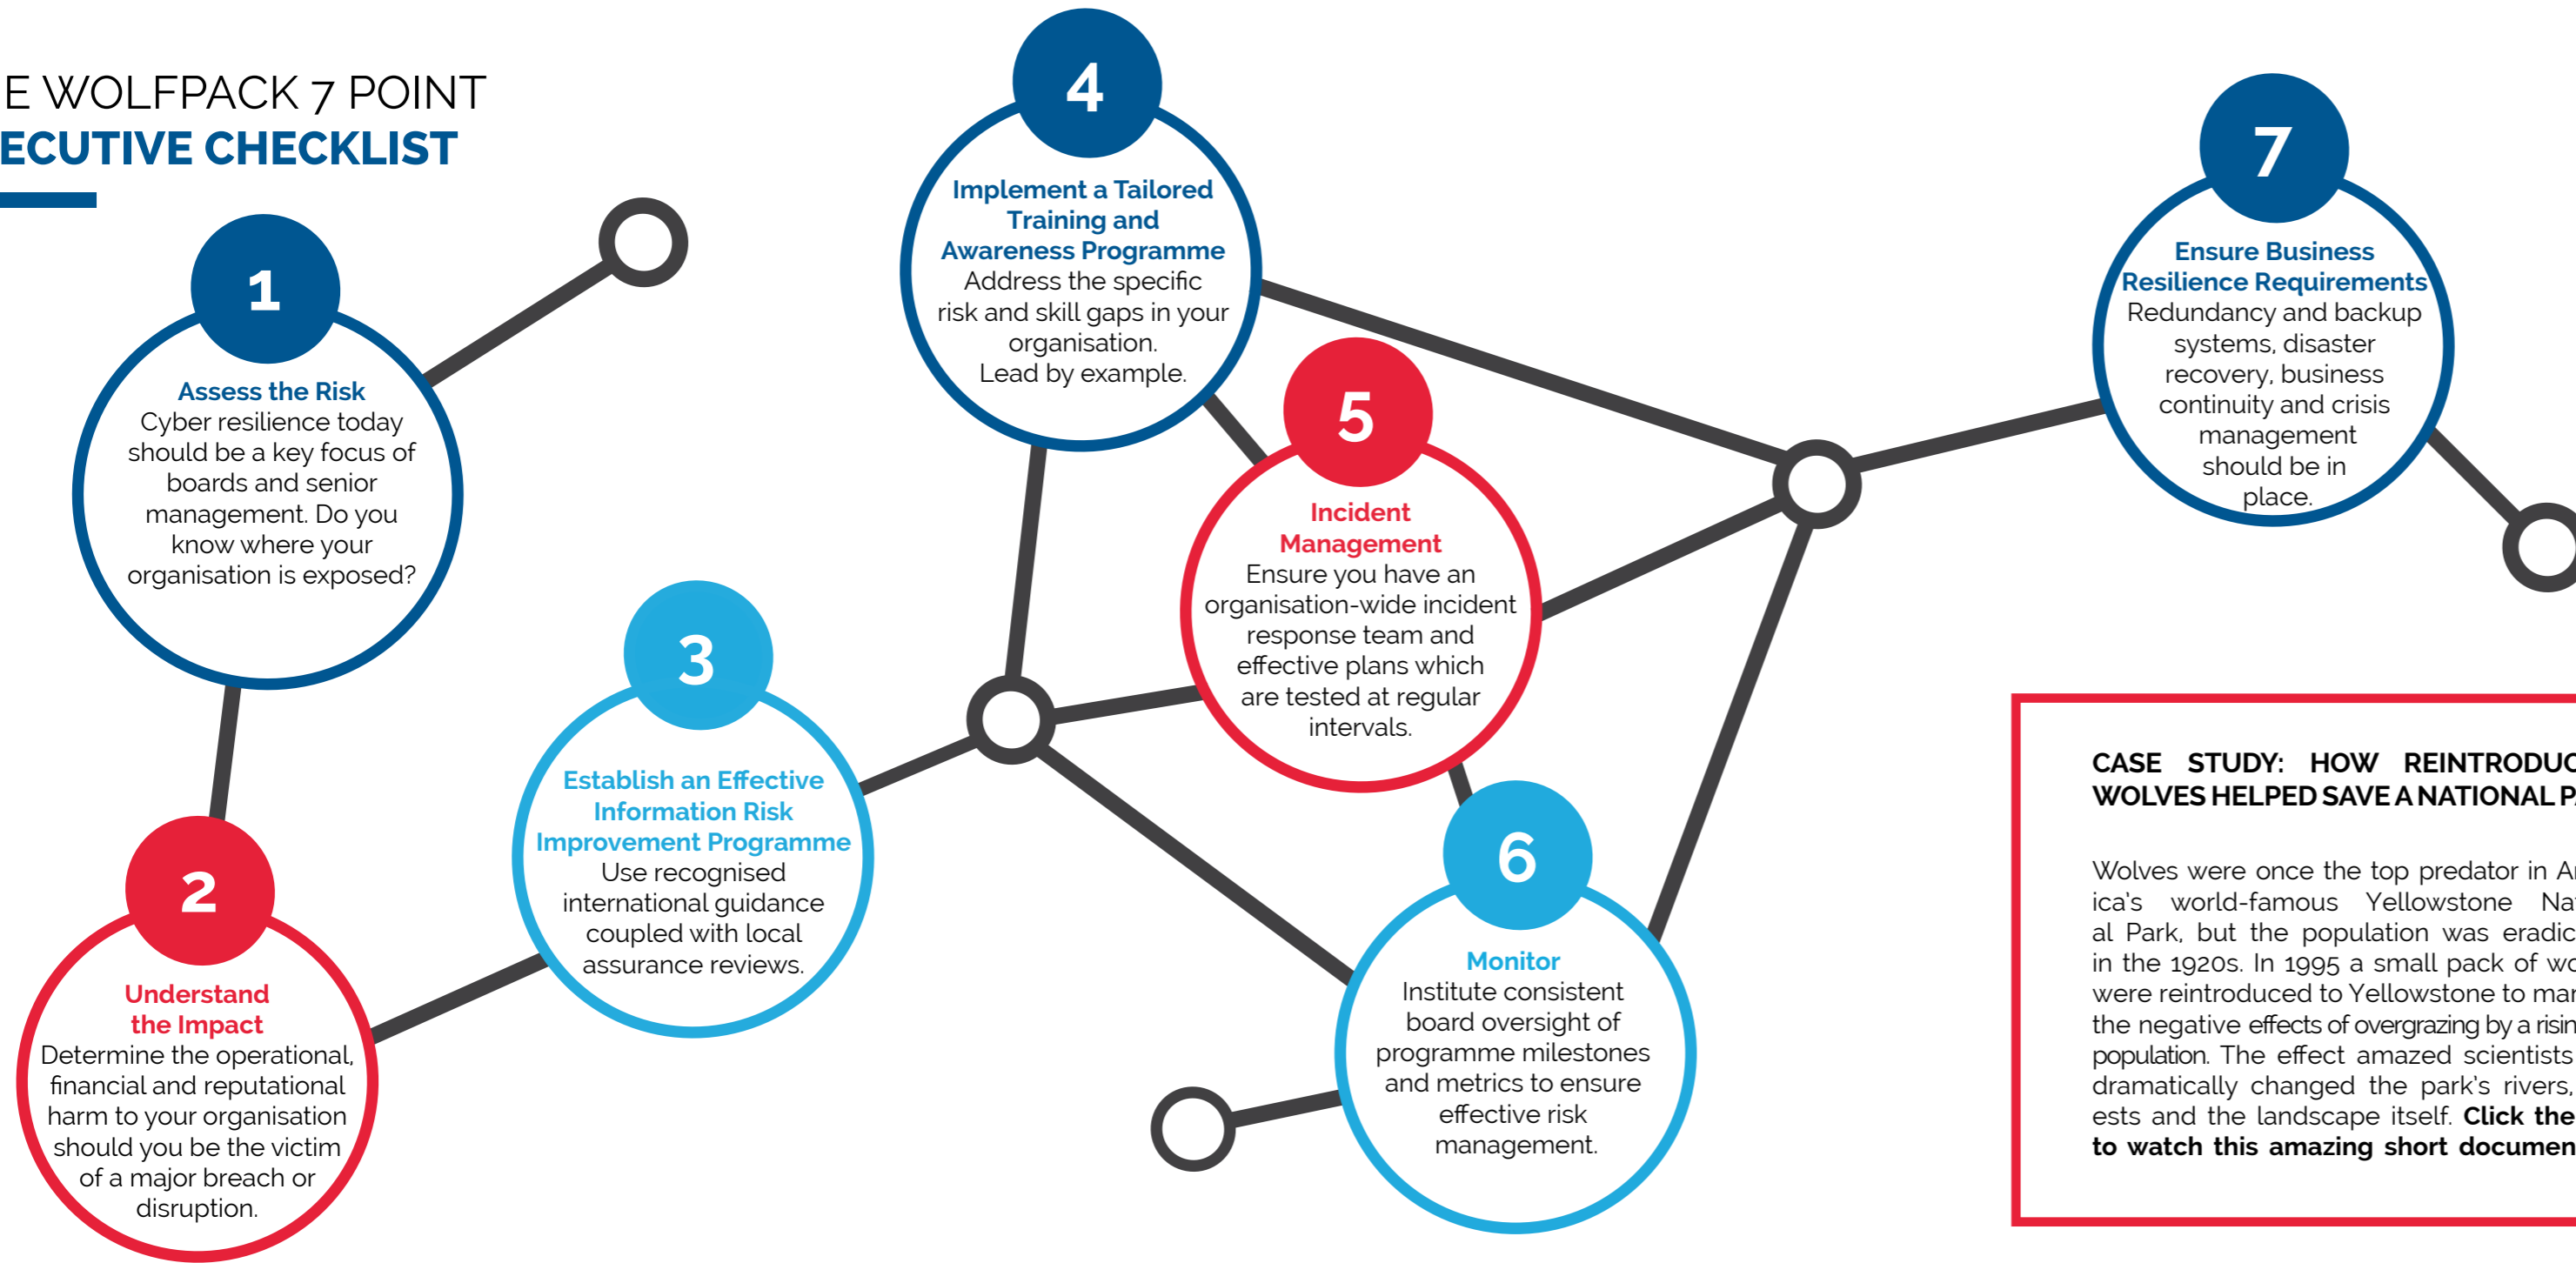 E WOLFPACK 7 POINT
ECUTIVE CHECKLIST
1
Assess the Risk
Cyber resilience today
should be a key focus of
boards and senior
management. Do you
know where your
organisation is exposed?
2
Understand
the Impact
Determine the operational,
financial and reputational
harm to your organisation
should you be the victim
of a major breach or
disruption.
3
Establish an Effective
Information Risk
Improvement Programme
Use recognised
international guidance
coupled with local
assurance reviews.
4
Implement a Tailored
Training and
Awareness Programme
Address the specific
risk and skill gaps in your
organisation.
Lead by example.
5
Incident
Management
Ensure you have an
organisation-wide incident
response team and
effective plans which
are tested at regular
intervals.
6
Monitor
Institute consistent
board oversight of
programme milestones
and metrics to ensure
effective risk
management.
7
Ensure Business
Resilience Requirements
Redundancy and backup
systems, disaster
recovery, business
continuity and crisis
management
should be in
place.
CASE STUDY: HOW REINTRODUC
WOLVES HELPED SAVE A NATIONAL P
Wolves were once the top predator in A
ica's world-famous Yellowstone Na
al Park, but the population was eradic
in the 1920s. In 1995 a small pack of wo
were reintroduced to Yellowstone to mar
the negative effects of overgrazing by a risin
population. The effect amazed scientists
dramatically changed the park's rivers,
ests and the landscape itself. Click the
to watch this amazing short documen